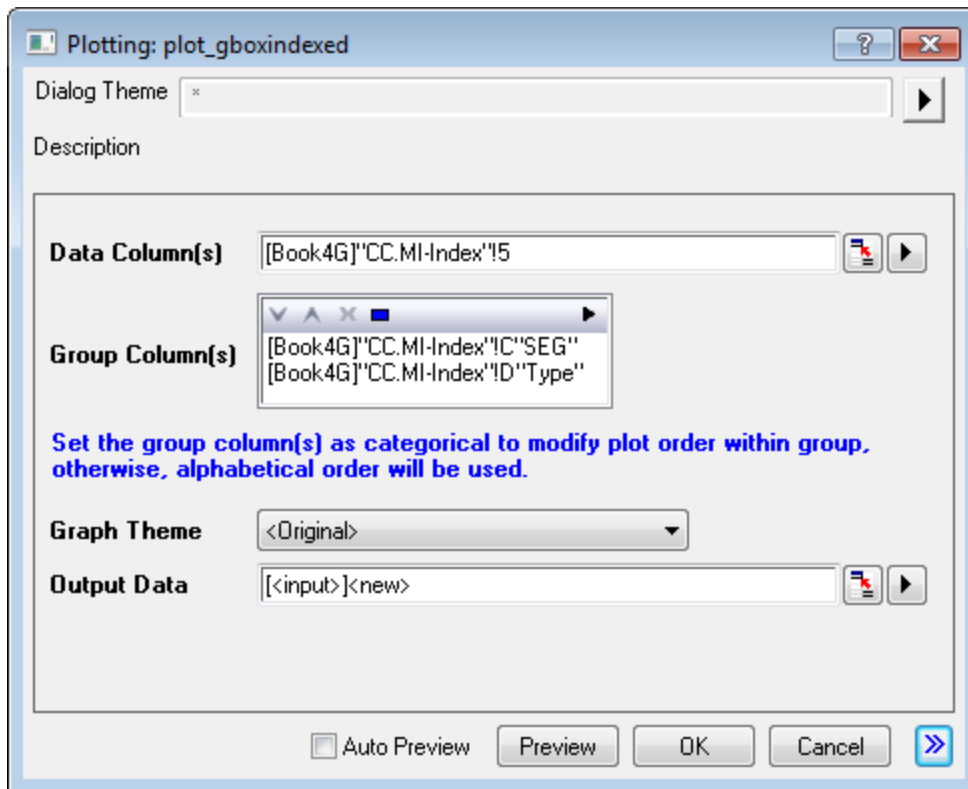 Plotting: plot_gboxindexed
Dialog Theme *
Description
Data Column(s) [Book4G]"CC.MI-Index"!5
Group Column(s)
[Book4G]"CC.MI-Index"!C"SEG"
[Book4G]"CC.MI-Index"!D"Type"
Set the group column(s) as categorical to modify plot order within group,
otherwise, alphabetical order will be used.
Graph Theme <Original>
Output Data [<input>]<new>
Auto Preview Preview OK Cancel